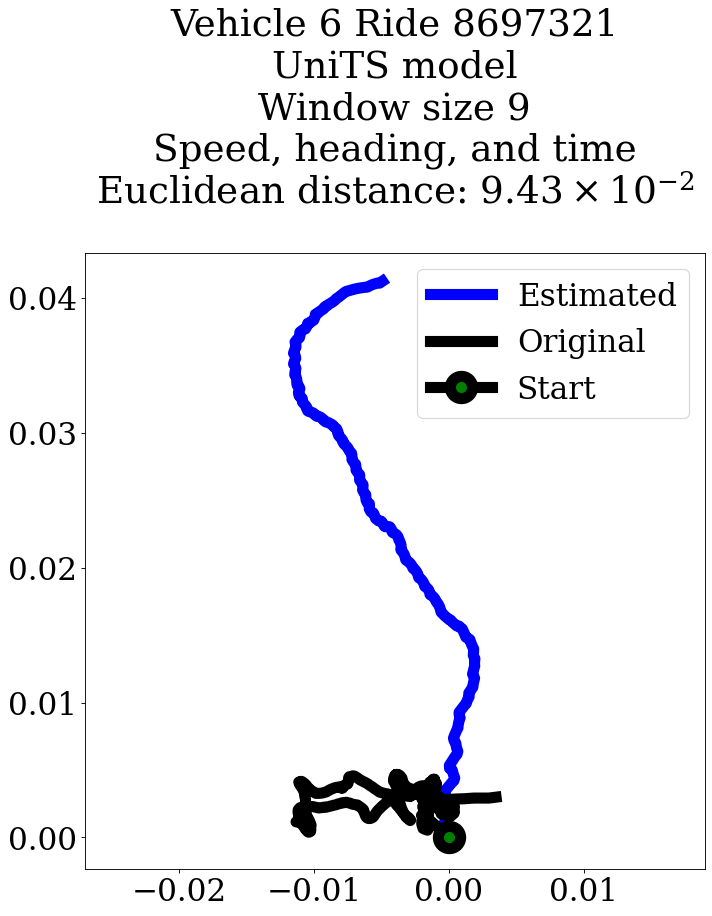 Vehicle 6 Ride 8697321
UniTS model
Window size 9
Speed, heading, and time
Euclidean distance: $9.43 \times 10^{-2}$
Estimated
Original
Start
0.04
0.03
0.02
0.01
0.00
−0.02
−0.01
0.00
0.01